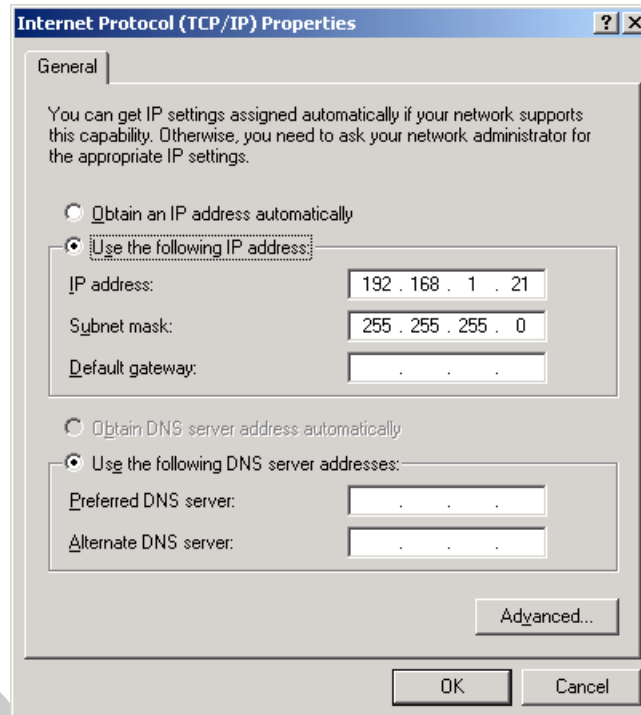 Internet Protocol (TCP/IP) Properties
General
You can get IP settings assigned automatically if your network supports
this capability. Otherwise, you need to ask your network administrator for
the appropriate IP settings.
Obtain an IP address automatically
Use the following IP address:
IP address: 192 . 168 . 1 . 21
Subnet mask: 255 . 255 . 255 . 0
Default gateway: . . .
Obtain DNS server address automatically
Use the following DNS server addresses:
Preferred DNS server: . . .
Alternate DNS server: . . .
Advanced...
OK Cancel